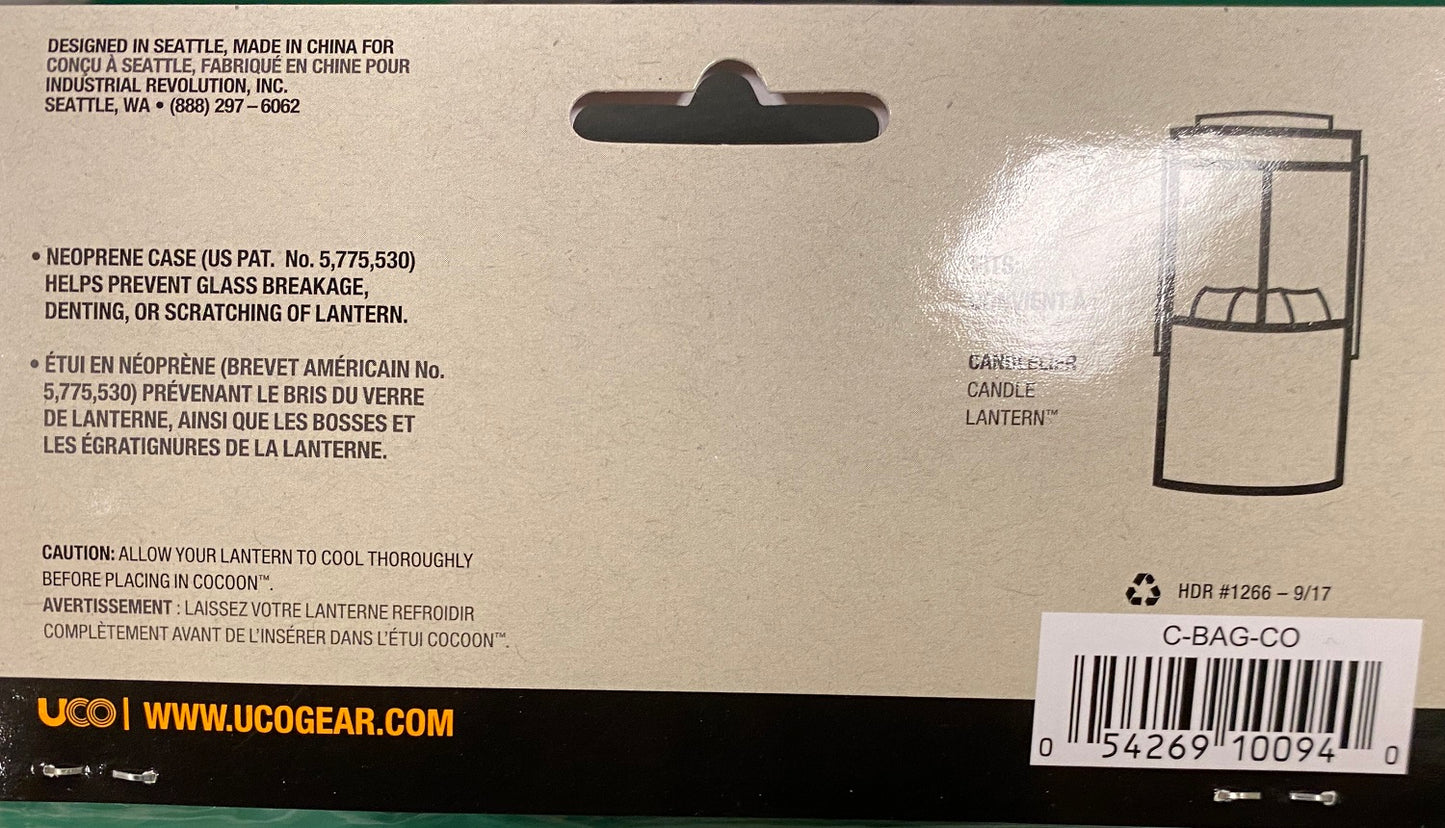 DESIGNED IN SEATTLE, MADE IN CHINA FOR
CONÇU À SEATTLE, FABRIQUÉ EN CHINE POUR
INDUSTRIAL REVOLUTION, INC.
SEATTLE, WA • (888) 297 – 6062
• NEOPRENE CASE (US PAT. No. 5,775,530)
HELPS PREVENT GLASS BREAKAGE,
DENTING, OR SCRATCHING OF LANTERN.
• ÉTUI EN NÉOPRÈNE (BREVET AMÉRICAIN No.
5,775,530) PRÉVENANT LE BRIS DU VERRE
DE LANTERNE, AINSI QUE LES BOSSES ET
LES ÉGRATIGNURES DE LA LANTERNE.
CAUTION: ALLOW YOUR LANTERN TO COOL THOROUGHLY
BEFORE PLACING IN COCOON™.
AVERTISSEMENT : LAISSEZ VOTRE LANTERNE REFROIDIR
COMPLÈTEMENT AVANT DE L'INSÉRER DANS L'ÉTUI COCOON™.
FITS:
CONVIENT À
CANDLELIER
CANDLE
LANTERN™
HDR #1266 – 9/17
C-BAG-CO
0 54269 10094 0
UCO | WWW.UCOGEAR.COM